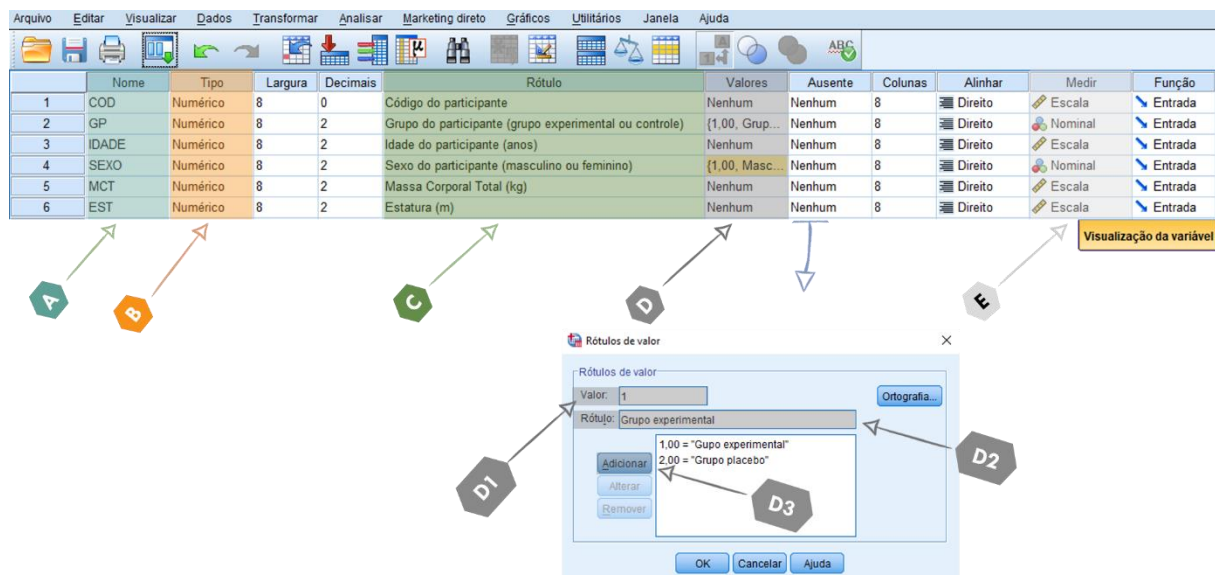 Arquivo Editar Visualizar Dados Transformar Analisar Marketing direto Gráficos Utilitários Janela Ajuda
Nome Tipo Largura Decimais Rótulo Valores Ausente Colunas Alinhar Medir Função
1 COD Numérico 8 0 Código do participante Nenhum Nenhum 8 Direito Escala Entrada
2 GP Numérico 8 2 Grupo do participante (grupo experimental ou controle) {1,00, Grup... Nenhum 8 Direito Nominal Entrada
3 IDADE Numérico 8 2 Idade do participante (anos) Nenhum Nenhum 8 Direito Escala Entrada
4 SEXO Numérico 8 2 Sexo do participante (masculino ou feminino) {1,00, Masc... Nenhum 8 Direito Nominal Entrada
5 MCT Numérico 8 2 Massa Corporal Total (kg) Nenhum Nenhum 8 Direito Escala Entrada
6 EST Numérico 8 2 Estatura (m) Nenhum Nenhum 8 Direito Escala Entrada
Visualização da variável
A B C D E
Rótulos de valor
Rótulos de valor
Valor: 1 Ortografia...
Rótulo: Grupo experimental
1,00 = "Gupo experimental"
Adicionar 2,00 = "Grupo placebo"
Alterar
Remover
D1 D2 D3
OK Cancelar Ajuda